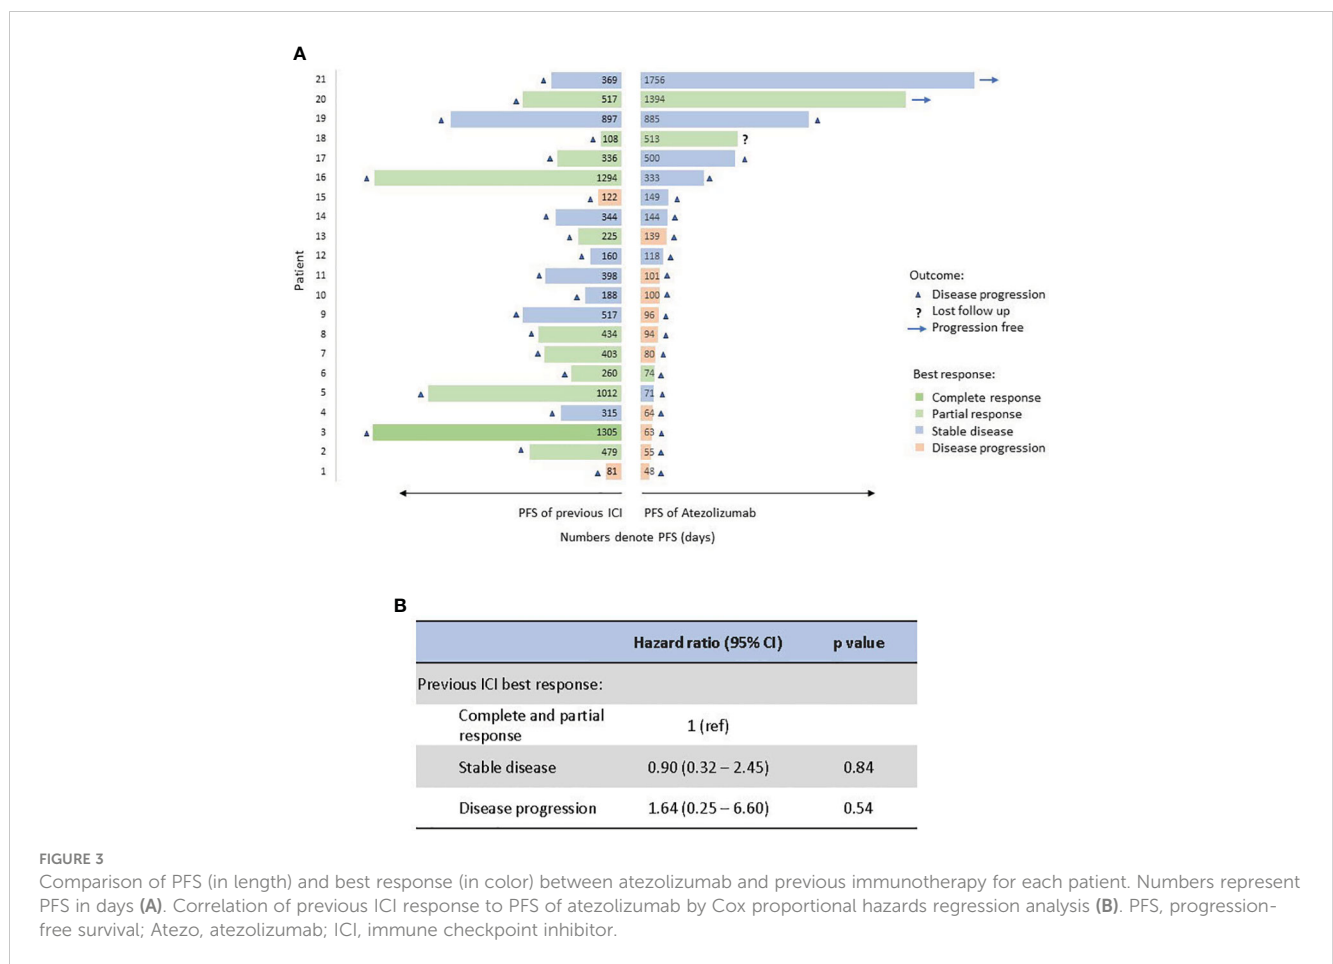 A
21 369 1756
20 517 1394
19 897 885
18 108 513 ?
17 336 500
16 1294 333
15 122 149
14 344 144
13 225 139
12 160 118
11 398 101
10 188 100
9 517 96
8 434 94
7 403 80
6 260 74
5 1012 71
4 315 64
3 1305 63
2 479 55
1 81 48
Patient
PFS of previous ICI PFS of Atezolizumab
Numbers denote PFS (days)
Outcome:
Disease progression
? Lost follow up
Progression free
Best response:
Complete response
Partial response
Stable disease
Disease progression
B
Hazard ratio (95% CI) p value
Previous ICI best response:
Complete and partial
response 1 (ref)
Stable disease 0.90 (0.32 – 2.45) 0.84
Disease progression 1.64 (0.25 – 6.60) 0.54
FIGURE 3
Comparison of PFS (in length) and best response (in color) between atezolizumab and previous immunotherapy for each patient. Numbers represent
PFS in days (A). Correlation of previous ICI response to PFS of atezolizumab by Cox proportional hazards regression analysis (B). PFS, progression-
free survival; Atezo, atezolizumab; ICI, immune checkpoint inhibitor.